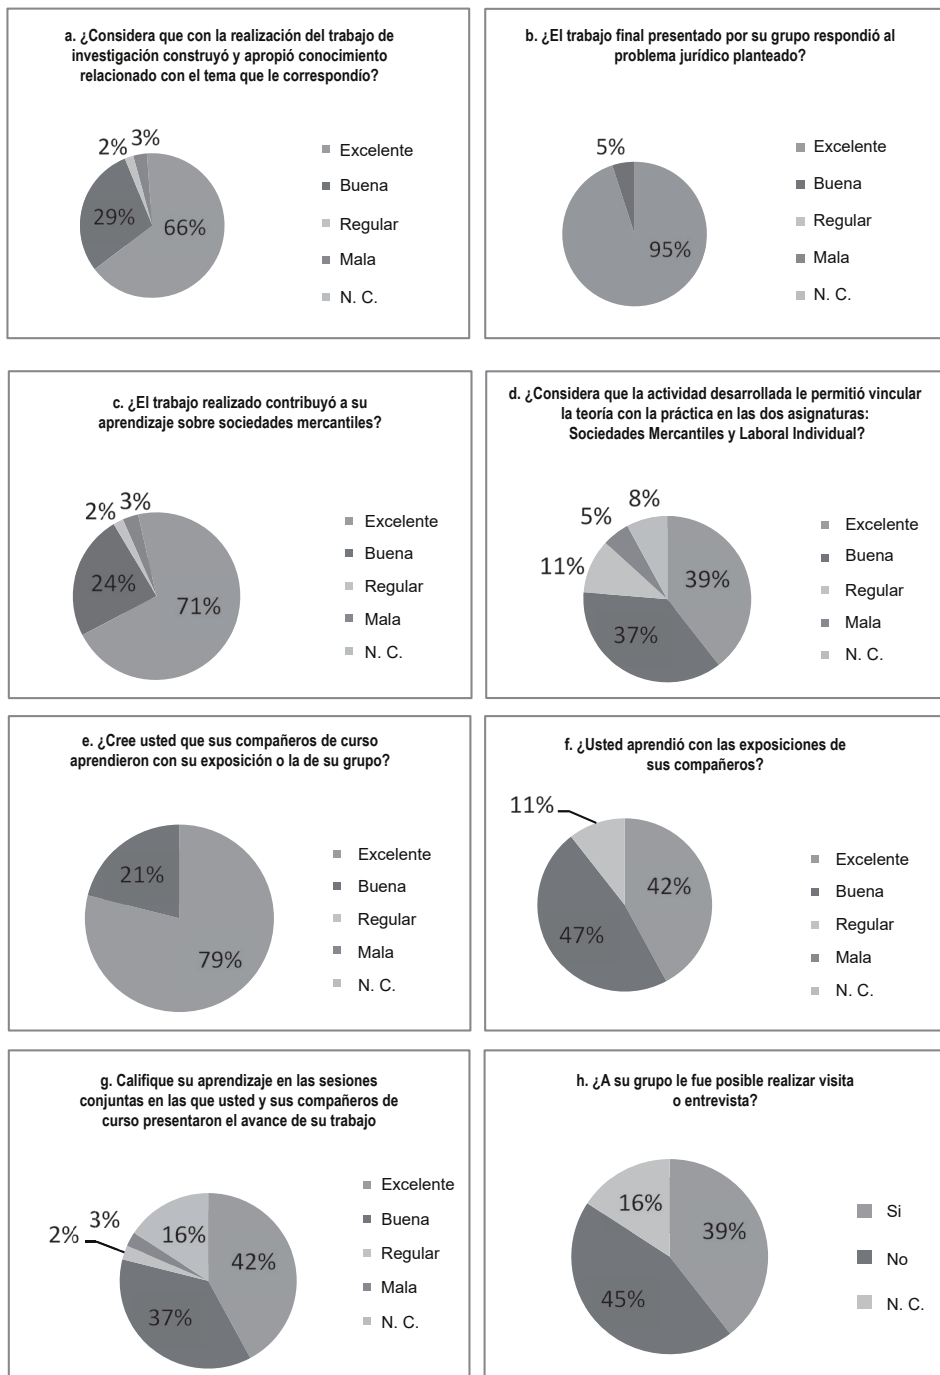 a. ¿Considera que con la realización del trabajo de
investigación construyó y apropió conocimiento
relacionado con el tema que le correspondío?
2%
3%
29%
66%
Excelente
Buena
Regular
Mala
N. C.
b. ¿El trabajo final presentado por su grupo respondió al
problema jurídico planteado?
5%
95%
Excelente
Buena
Regular
Mala
N. C.
c. ¿El trabajo realizado contribuyó a su
aprendizaje sobre sociedades mercantiles?
2%
3%
24%
71%
Excelente
Buena
Regular
Mala
N. C.
d. ¿Considera que la actividad desarrollada le permitió vincular
la teoría con la práctica en las dos asignaturas:
Sociedades Mercantiles y Laboral Individual?
8%
5%
11%
39%
37%
Excelente
Buena
Regular
Mala
N. C.
e. ¿Cree usted que sus compañeros de curso
aprendieron con su exposición o la de su grupo?
21%
79%
Excelente
Buena
Regular
Mala
N. C.
f. ¿Usted aprendió con las exposiciones de
sus compañeros?
11%
42%
47%
Excelente
Buena
Regular
Mala
N. C.
g. Califique su aprendizaje en las sesiones
conjuntas en las que usted y sus compañeros de
curso presentaron el avance de su trabajo
3%
2%
16%
42%
37%
Excelente
Buena
Regular
Mala
N. C.
h. ¿A su grupo le fue posible realizar visita
o entrevista?
16%
39%
45%
Si
No
N. C.